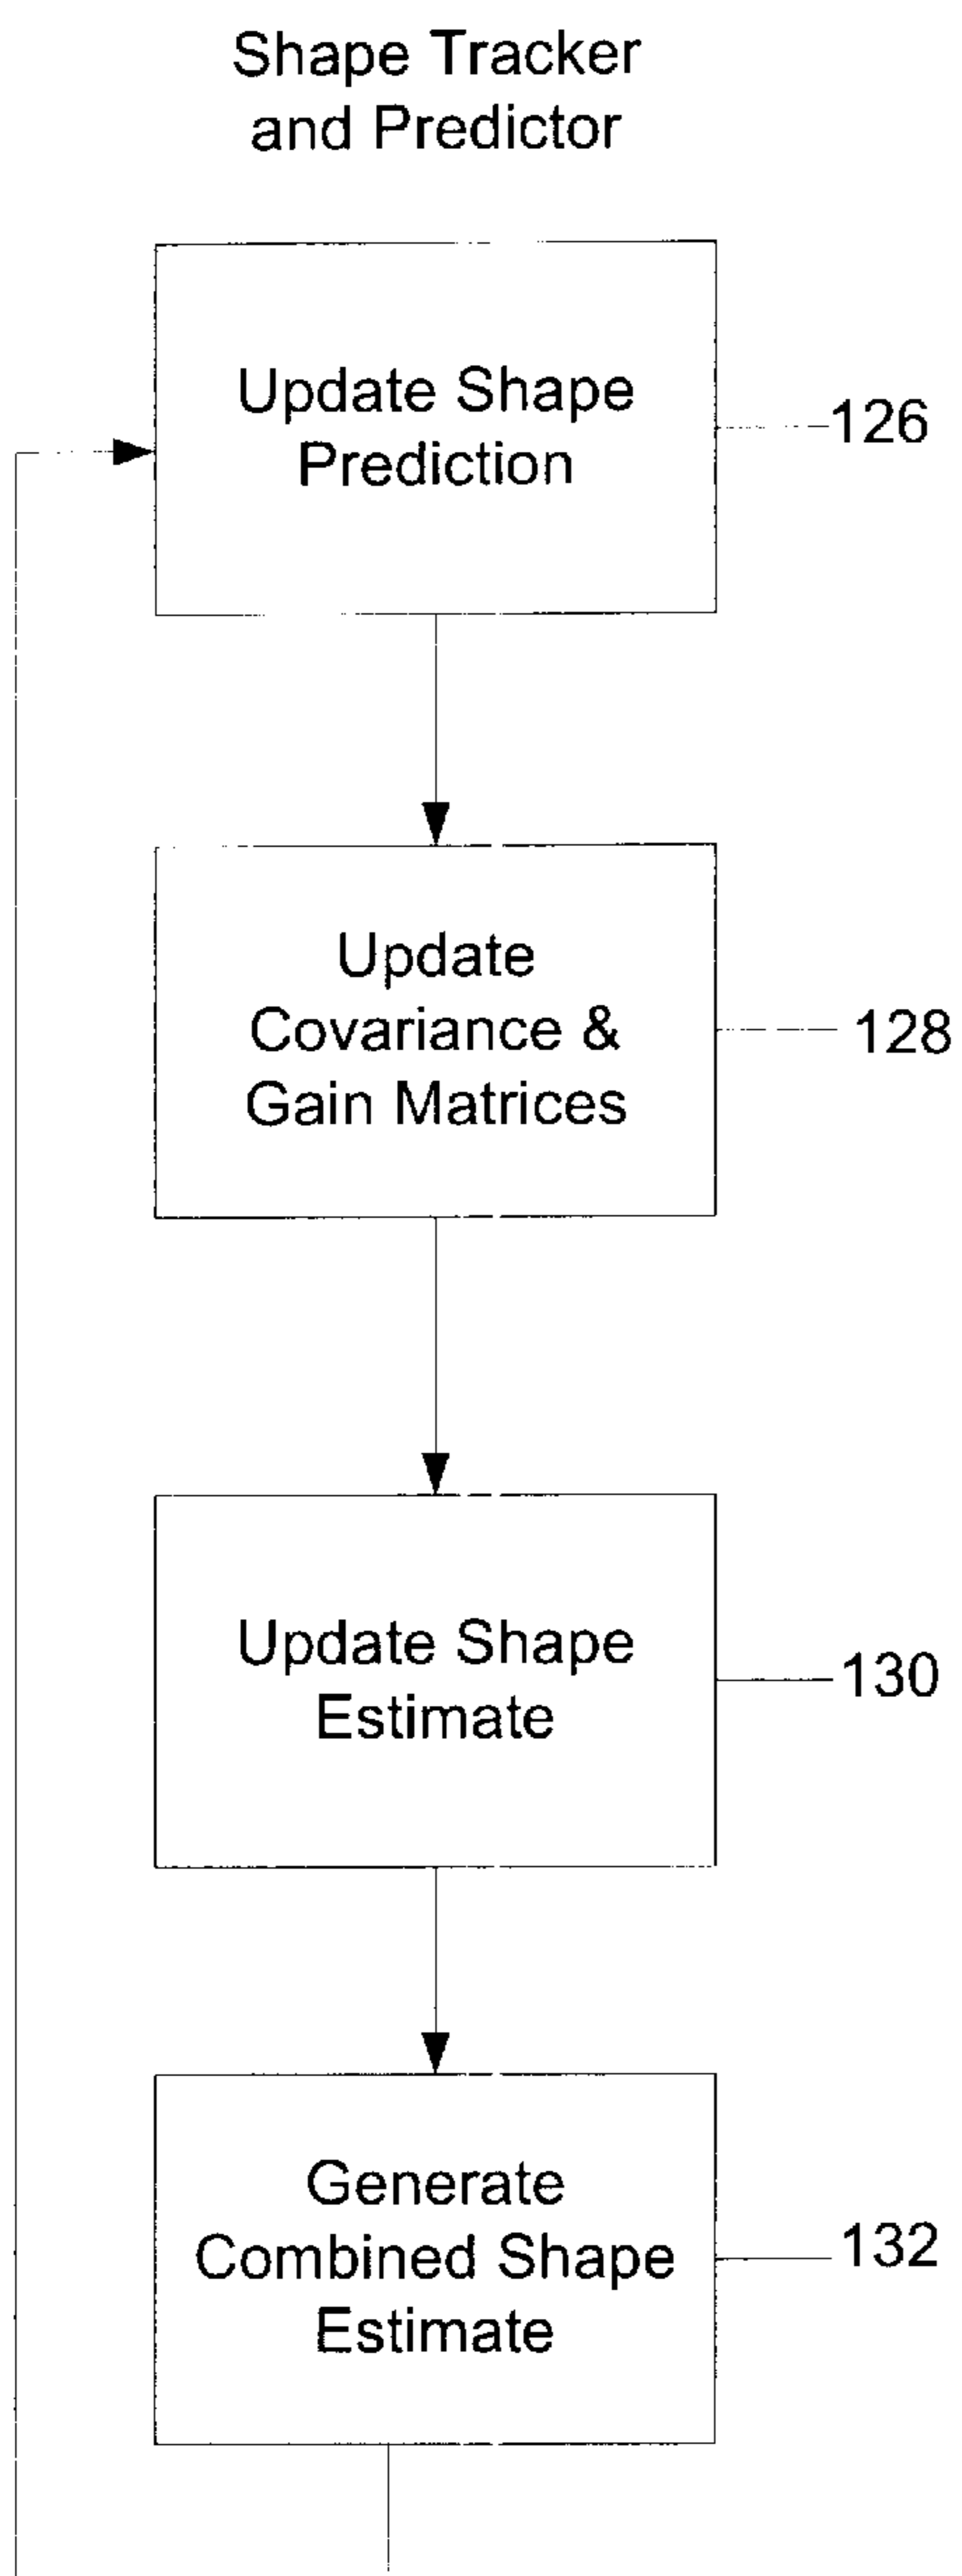 Shape Tracker
and Predictor
Update Shape
Prediction
126
Update
Covariance &
Gain Matrices
128
Update Shape
Estimate
130
Generate
Combined Shape
Estimate
132